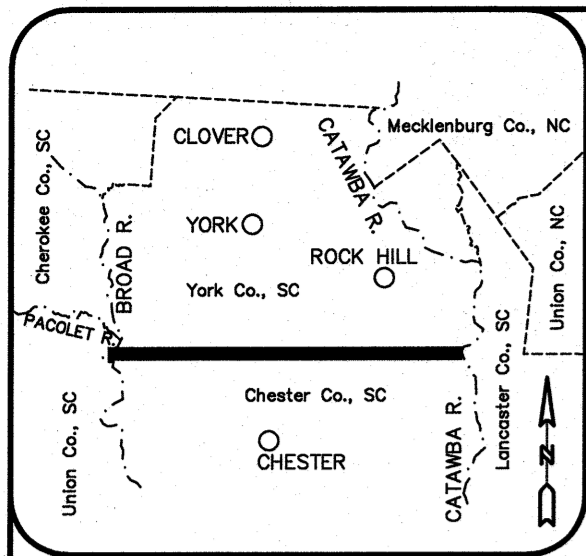 Mecklenburg Co., NC
CLOVER
CATAWBA R.
Cherokee Co., SC
BROAD R.
YORK
ROCK HILL
Union Co., NC
York Co., SC
PACOLET R.
Lancaster Co., SC
Chester Co., SC
Union Co., SC
CHESTER
CATAWBA R.
N